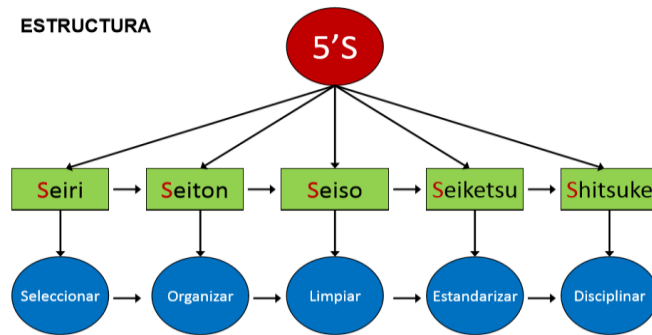 ESTRUCTURA
5'S
Seiri
Seiton
Seiso
Seiketsu
Shitsuke
Seleccionar
Organizar
Limpiar
Estandarizar
Disciplinar